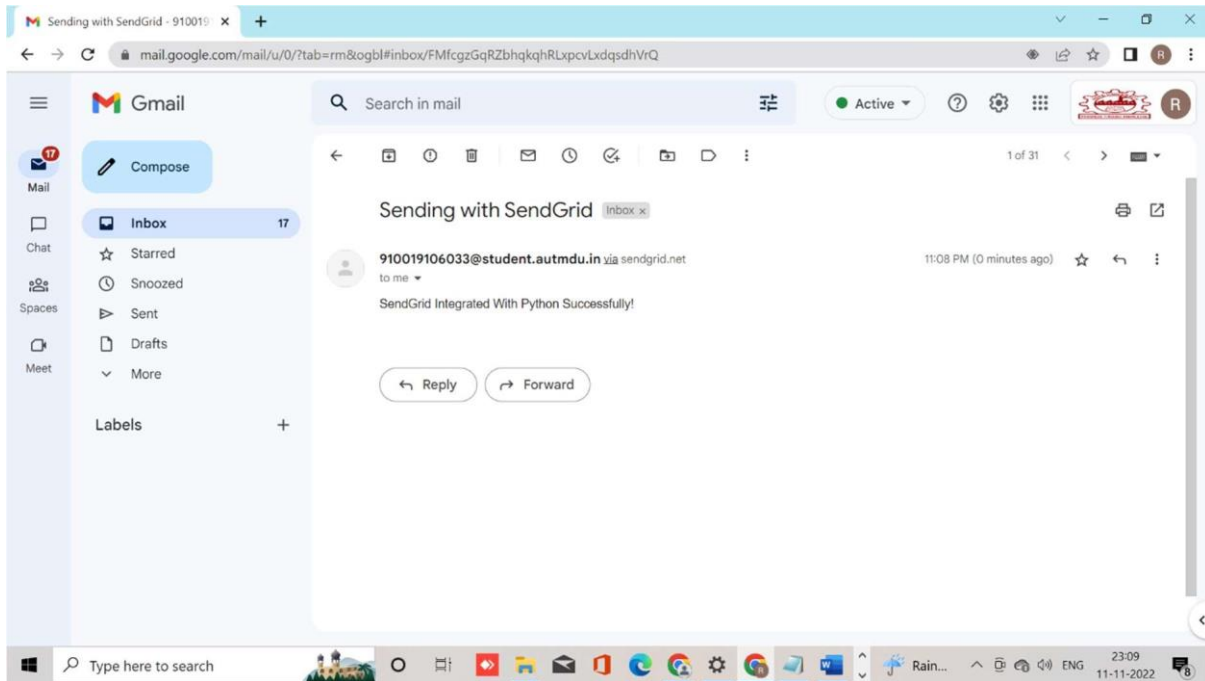 Sending with SendGrid - 910019
mail.google.com/mail/u/0/?tab=rm&ogbl#inbox/FMfcgzGqRZbhqkqhRLxpcvLxdqsdhVrQ
R
Gmail
Search in mail
Active
R
17
Mail
Compose
1 of 31
Chat
Inbox 17
Starred
Spaces
Snoozed
Sent
Meet
Drafts
More
Labels
Sending with SendGrid Inbox x
910019106033@student.autmdu.in via sendgrid.net 11:08 PM (0 minutes ago)
to me
SendGrid Integrated With Python Successfully!
Reply Forward
Type here to search
Rain... ENG 23:09
11-11-2022
8